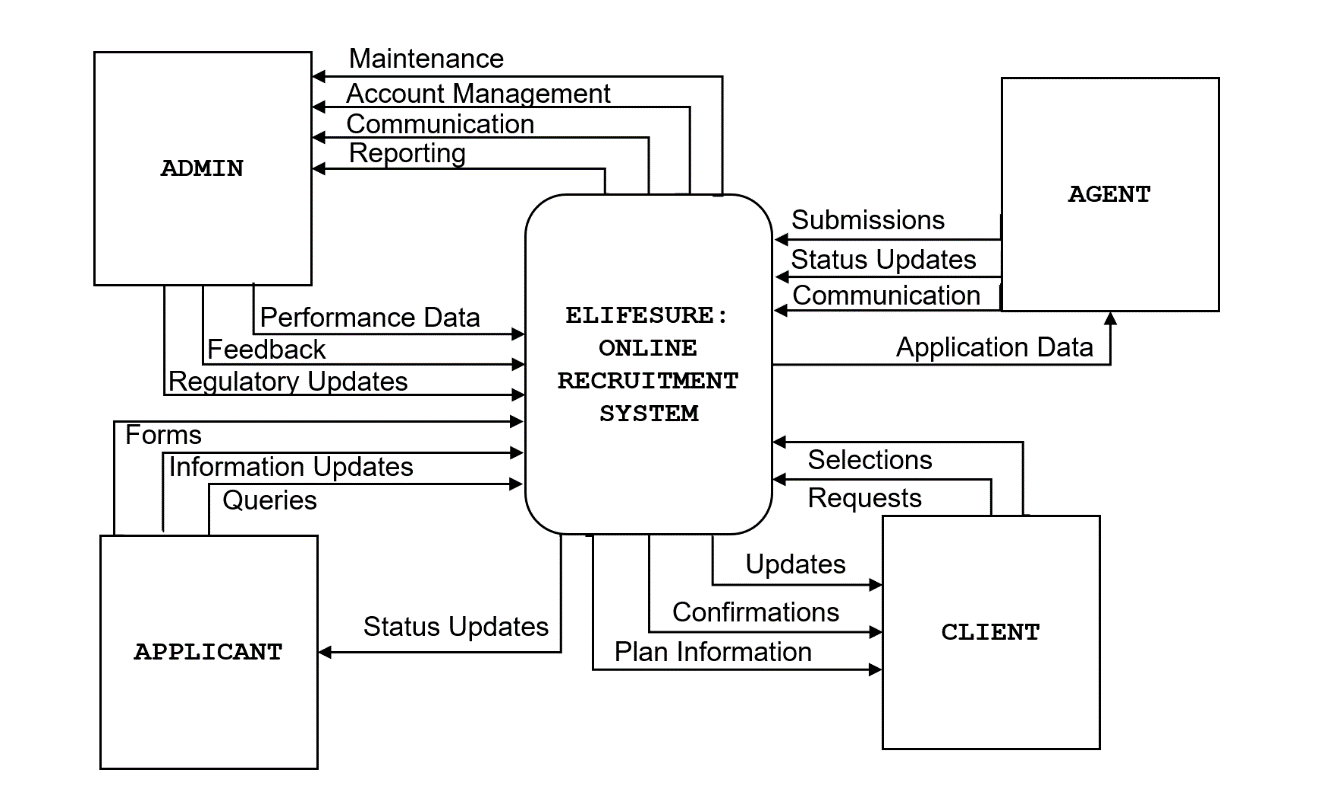 Maintenance
Account Management
Communication
Reporting
ADMIN
AGENT
Submissions
Status Updates
Communication
Application Data
ELIFESURE:
ONLINE
RECRUITMENT
SYSTEM
Performance Data
Feedback
Regulatory Updates
Forms
Information Updates
Queries
Selections
Requests
Updates
Confirmations
Plan Information
Status Updates
APPLICANT
CLIENT